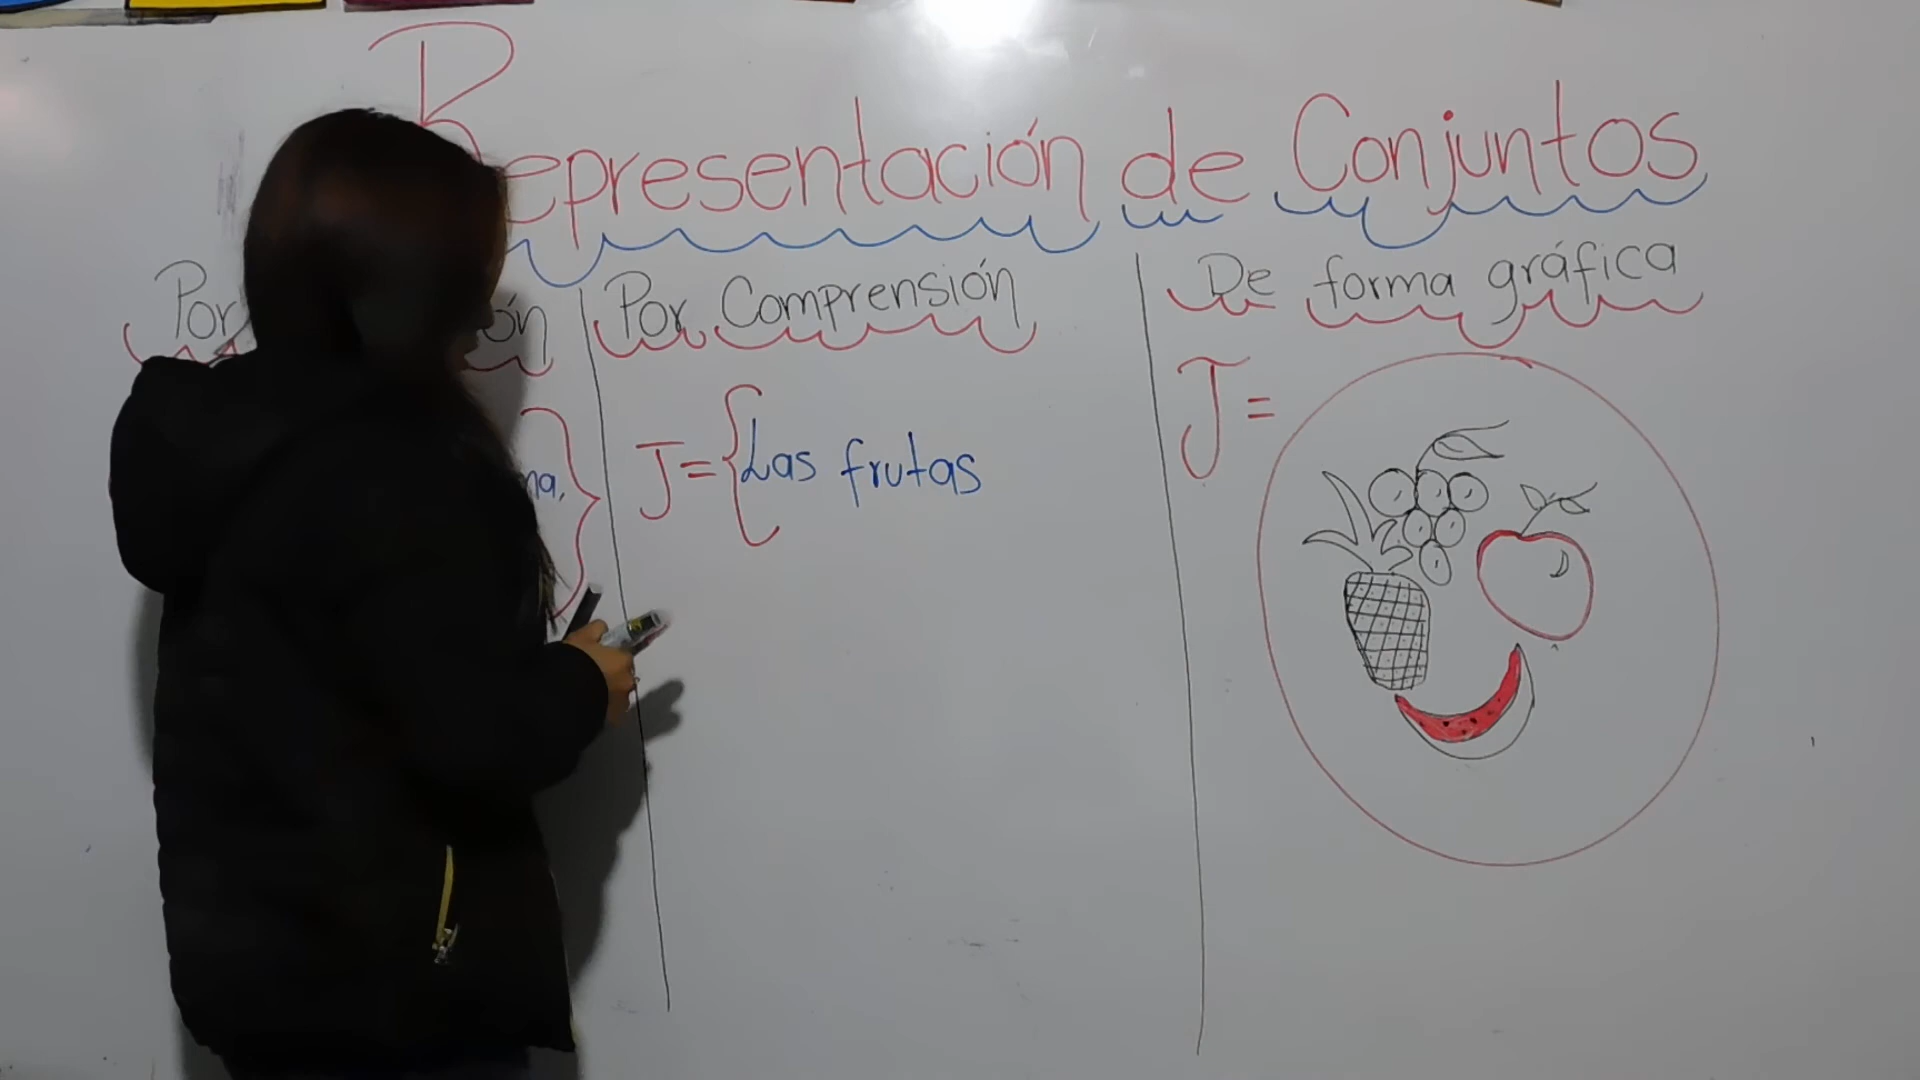 Representación de Conjuntos
Por
Por Comprensión
J = { Las frutas
De forma gráfica
J =